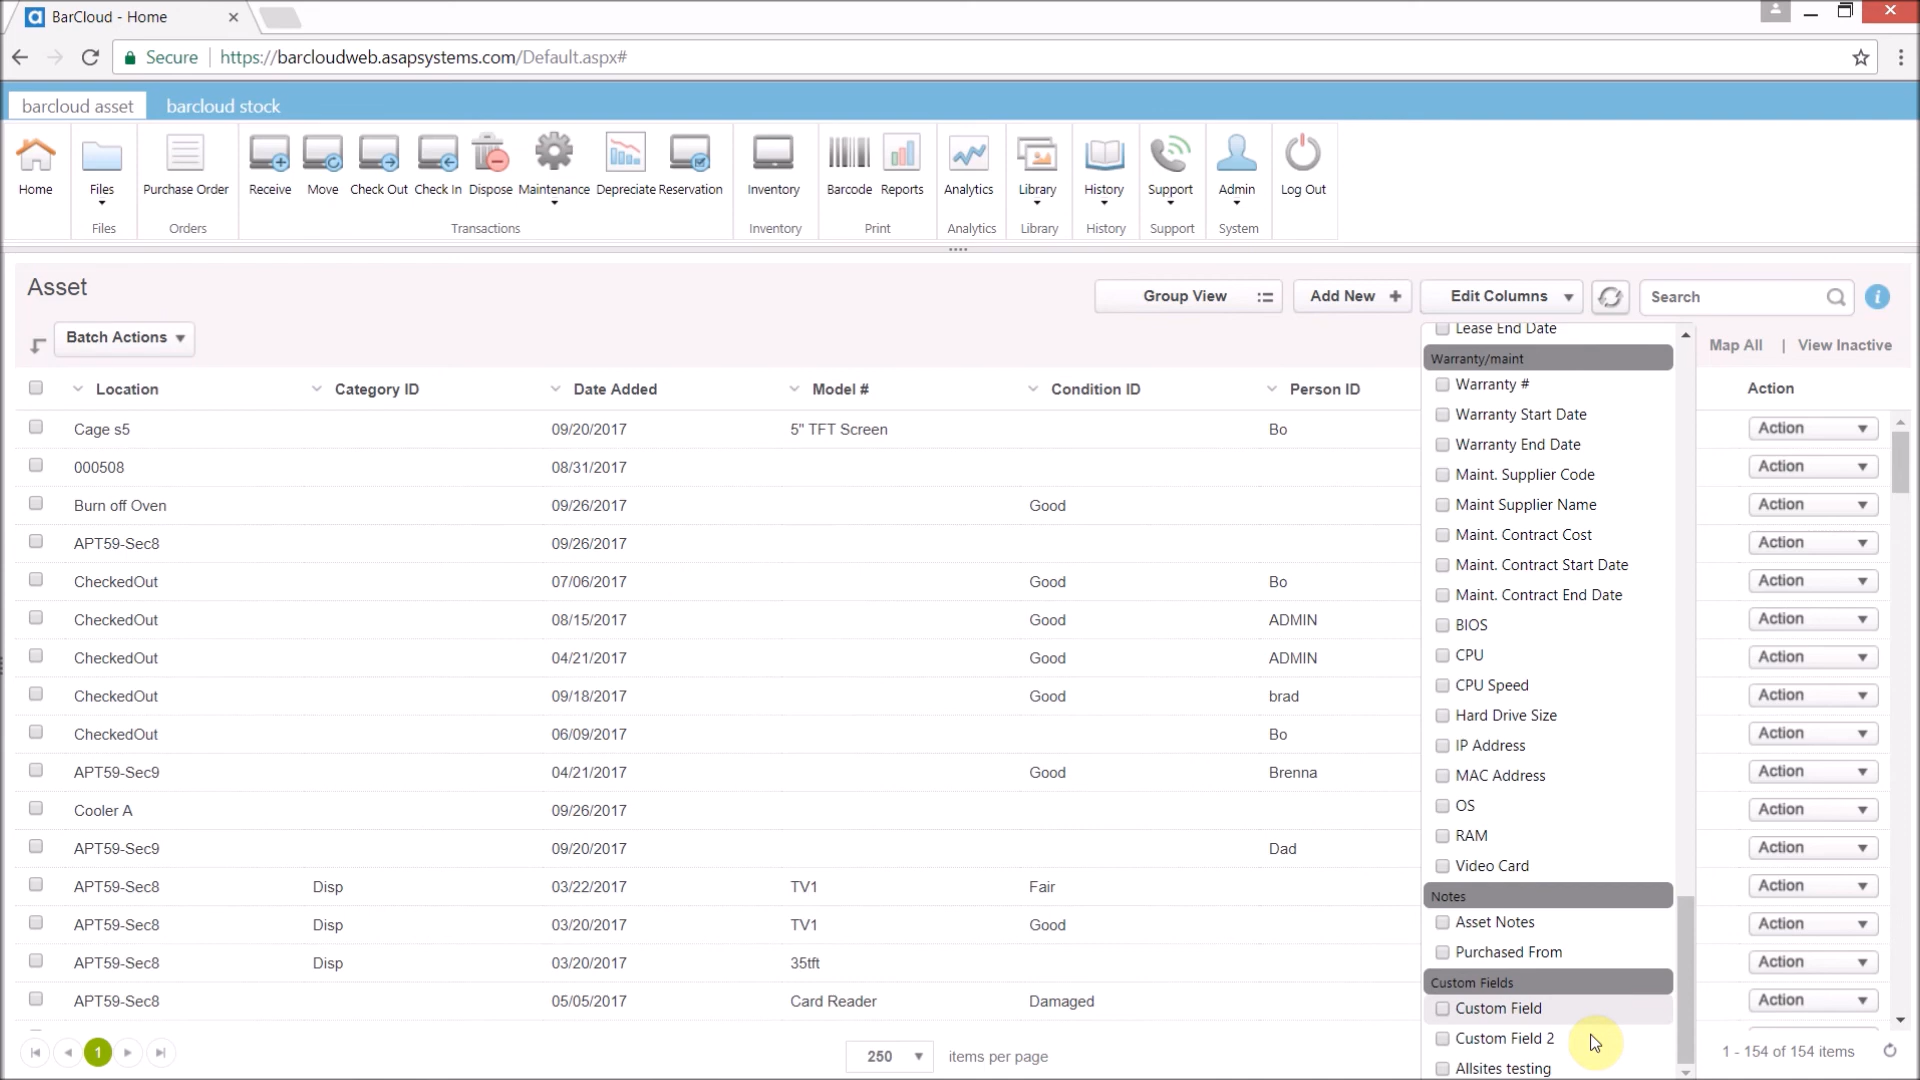 BarCloud - Home
Secure https://barcloudweb.asapsystems.com/Default.aspx#
barcloud asset barcloud stock
Home Files Purchase Order Receive Move Check Out Check In Dispose Maintenance Depreciate Reservation Inventory Barcode Reports Analytics Library History Support Admin Log Out
Files Orders Transactions Inventory Print Analytics Library History Support System
Asset Group View Add New + Edit Columns Search i
Batch Actions Map All | View Inactive
Location Category ID Date Added Model # Condition ID Person ID Action
Cage s5 09/20/2017 5" TFT Screen Bo Action
000508 08/31/2017 Action
Burn off Oven 09/26/2017 Good Action
APT59-Sec8 09/26/2017 Action
CheckedOut 07/06/2017 Good Bo Action
CheckedOut 08/15/2017 Good ADMIN Action
CheckedOut 04/21/2017 Good ADMIN Action
CheckedOut 09/18/2017 Good brad Action
CheckedOut 06/09/2017 Bo Action
APT59-Sec9 04/21/2017 Good Brenna Action
Cooler A 09/26/2017 Action
APT59-Sec9 09/20/2017 Dad Action
APT59-Sec8 Disp 03/22/2017 TV1 Fair Action
APT59-Sec8 Disp 03/20/2017 TV1 Good Action
APT59-Sec8 Disp 03/20/2017 35tft Action
APT59-Sec8 05/05/2017 Card Reader Damaged Action
Lease End Date
Warranty/maint
Warranty #
Warranty Start Date
Warranty End Date
Maint. Supplier Code
Maint Supplier Name
Maint. Contract Cost
Maint. Contract Start Date
Maint. Contract End Date
BIOS
CPU
CPU Speed
Hard Drive Size
IP Address
MAC Address
OS
RAM
Video Card
Notes
Asset Notes
Purchased From
Custom Fields
Custom Field
Custom Field 2
Allsites testing
1 250 items per page 1 - 154 of 154 items